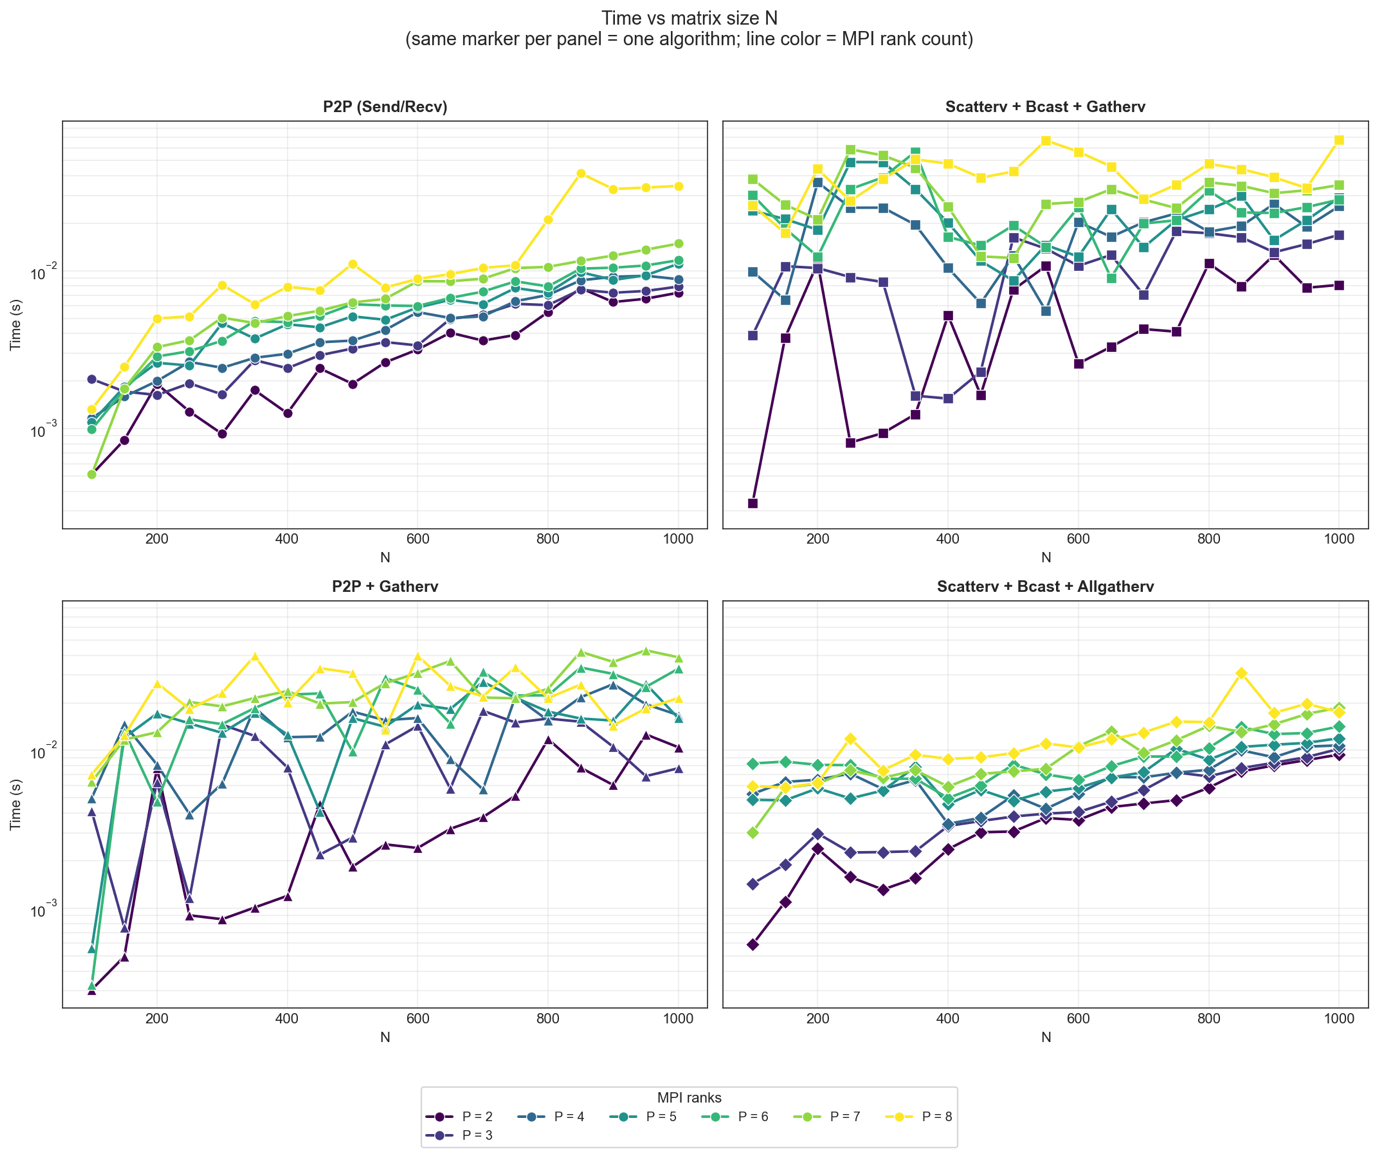 Time vs matrix size N
(same marker per panel = one algorithm; line color = MPI rank count)
P2P (Send/Recv)
Scatterv + Bcast + Gatherv
Time (s)
10⁻²
10⁻³
200 400 600 800 1000
N
200 400 600 800 1000
N
P2P + Gatherv
Scatterv + Bcast + Allgatherv
Time (s)
10⁻²
10⁻³
200 400 600 800 1000
N
200 400 600 800 1000
N
MPI ranks
P = 2 P = 4 P = 5 P = 6 P = 7 P = 8
P = 3